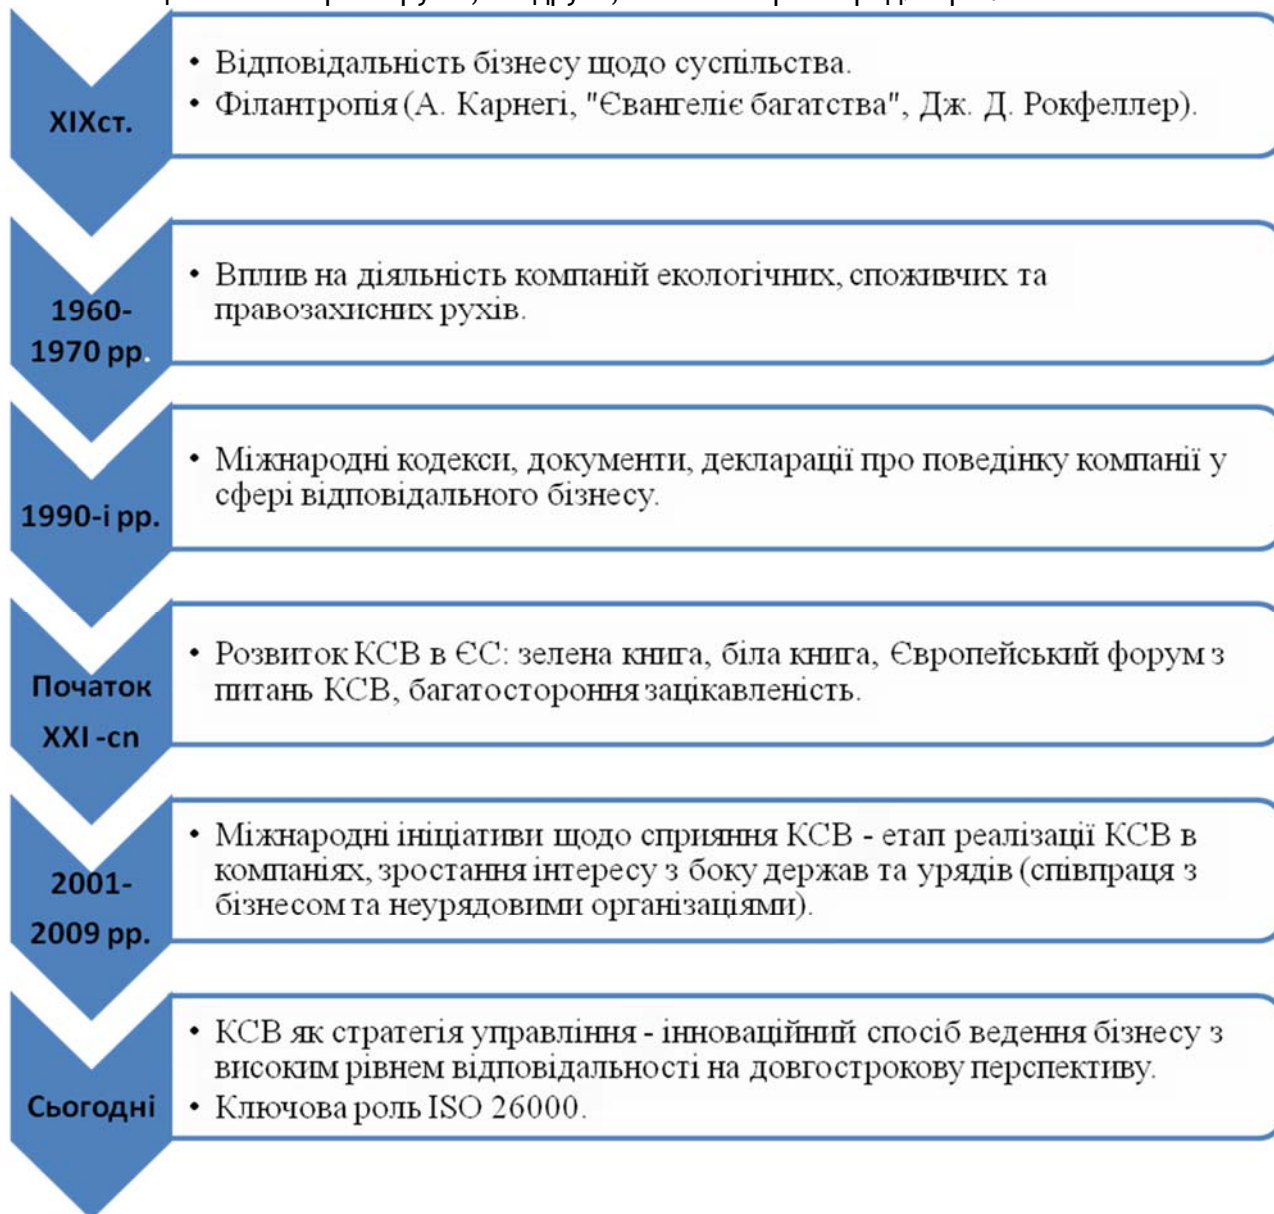 XIXст.
• Відповідальність бізнесу щодо суспільства.
• Філантропія (А. Карнегі, "Євангеліє багатства", Дж. Д. Рокфеллер).
1960-
1970 рр.
• Вплив на діяльність компаній екологічних, споживчих та
правозахисних рухів.
1990-і рр.
• Міжнародні кодекси, документи, декларації про поведінку компанії у
сфері відповідального бізнесу.
Початок
XXI -сп
• Розвиток КСВ в ЄС: зелена книга, біла книга, Європейський форум з
питань КСВ, багатостороння зацікавленість.
2001-
2009 рр.
• Міжнародні ініціативи щодо сприяння КСВ - етап реалізації КСВ в
компаніях, зростання інтересу з боку держав та урядів (співпраця з
бізнесом та неурядовими організаціями).
Сьогодні
• КСВ як стратегія управління - інноваційний спосіб ведення бізнесу з
високим рівнем відповідальності на довгострокову перспективу.
• Ключова роль ISO 26000.